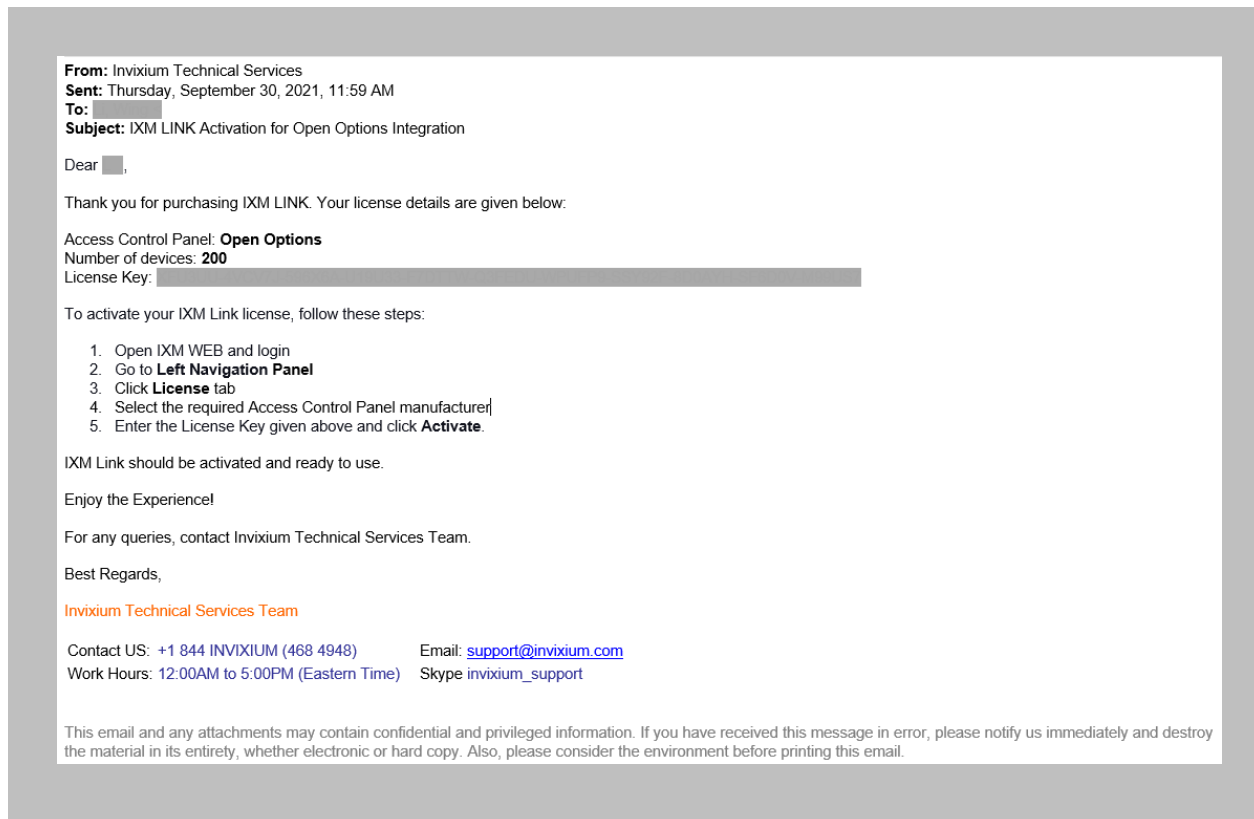 From: Invixium Technical Services
Sent: Thursday, September 30, 2021, 11:59 AM
To:
Subject: IXM LINK Activation for Open Options Integration
Dear ,
Thank you for purchasing IXM LINK. Your license details are given below:
Access Control Panel: Open Options
Number of devices: 200
License Key:
To activate your IXM Link license, follow these steps:
1. Open IXM WEB and login
2. Go to Left Navigation Panel
3. Click License tab
4. Select the required Access Control Panel manufacturer
5. Enter the License Key given above and click Activate.
IXM Link should be activated and ready to use.
Enjoy the Experience!
For any queries, contact Invixium Technical Services Team.
Best Regards,
Invixium Technical Services Team
Contact US: +1 844 INVIXIUM (468 4948) Email: support@invixium.com
Work Hours: 12:00AM to 5:00PM (Eastern Time) Skype invixium_support
This email and any attachments may contain confidential and privileged information. If you have received this message in error, please notify us immediately and destroy
the material in its entirety, whether electronic or hard copy. Also, please consider the environment before printing this email.